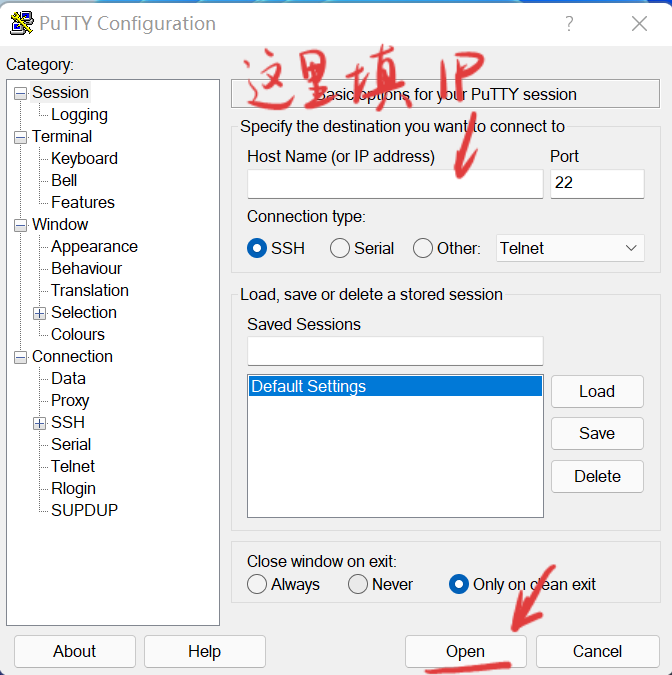 PuTTY Configuration
?
Category:
Session
Logging
Terminal
Keyboard
Bell
Features
Window
Appearance
Behaviour
Translation
Selection
Colours
Connection
Data
Proxy
SSH
Serial
Telnet
Rlogin
SUPDUP
这里填 IP
Basic options for your PuTTY session
Specify the destination you want to connect to
Host Name (or IP address) Port
22
Connection type:
SSH Serial Other: Telnet
Load, save or delete a stored session
Saved Sessions
Default Settings
Load
Save
Delete
Close window on exit:
Always Never Only on clean exit
About Help Open Cancel